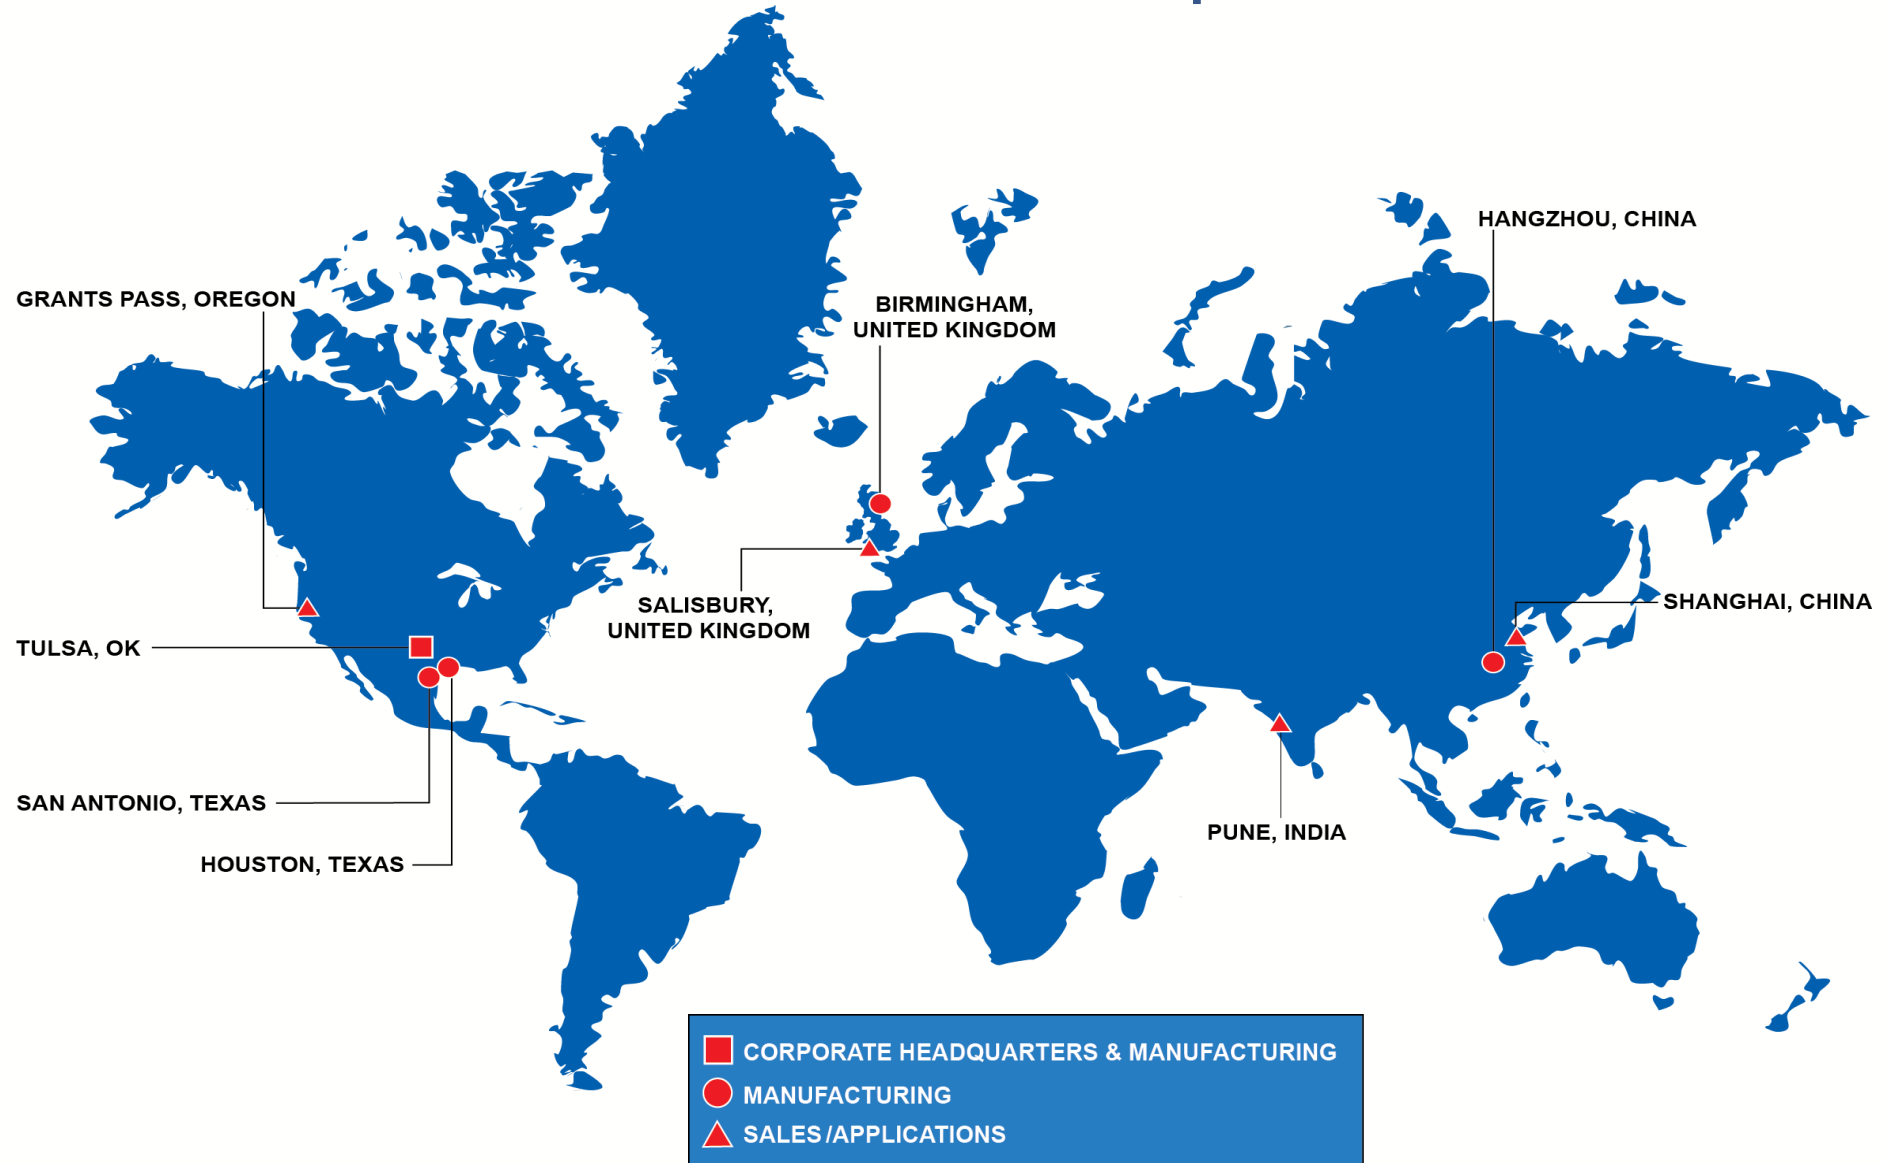 HANGZHOU, CHINA
GRANTS PASS, OREGON
BIRMINGHAM,
UNITED KINGDOM
SALISBURY,
UNITED KINGDOM
SHANGHAI, CHINA
TULSA, OK
SAN ANTONIO, TEXAS
PUNE, INDIA
HOUSTON, TEXAS
CORPORATE HEADQUARTERS & MANUFACTURING
MANUFACTURING
SALES/APPLICATIONS